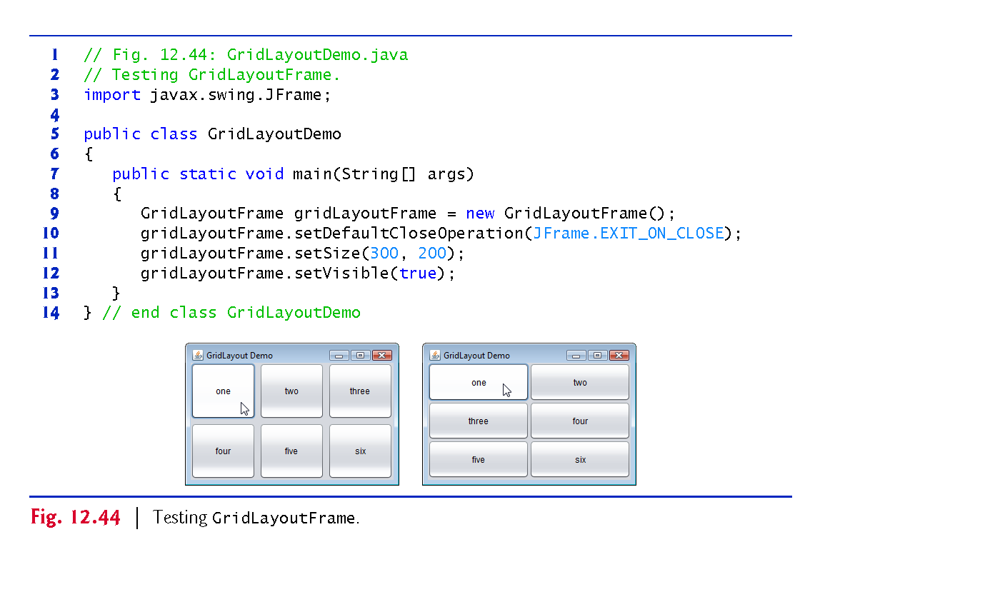 1 // Fig. 12.44: GridLayoutDemo.java
2 // Testing GridLayoutFrame.
3 import javax.swing.JFrame;
4
5 public class GridLayoutDemo
6 {
7    public static void main(String[] args)
8    {
9       GridLayoutFrame gridLayoutFrame = new GridLayoutFrame();
10       gridLayoutFrame.setDefaultCloseOperation(JFrame.EXIT_ON_CLOSE);
11       gridLayoutFrame.setSize(300, 200);
12       gridLayoutFrame.setVisible(true);
13    }
14 } // end class GridLayoutDemo
GridLayout Demo
one two three
four five six
GridLayout Demo
one two
three four
five six
Fig. 12.44 | Testing GridLayoutFrame.